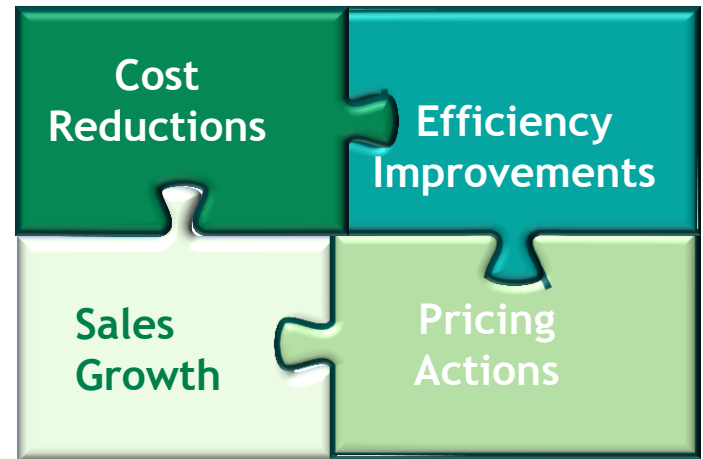 Cost
Reductions
Efficiency
Improvements
Sales
Growth
Pricing
Actions